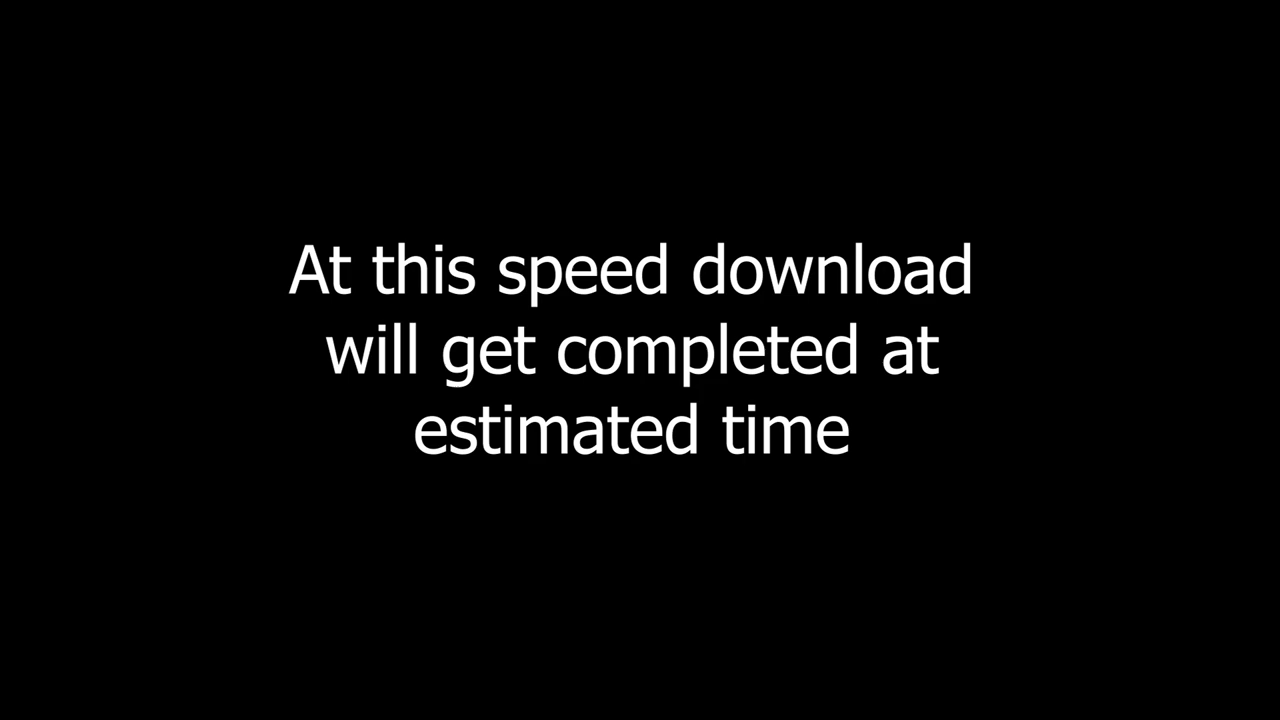 At this speed download
will get completed at
estimated time